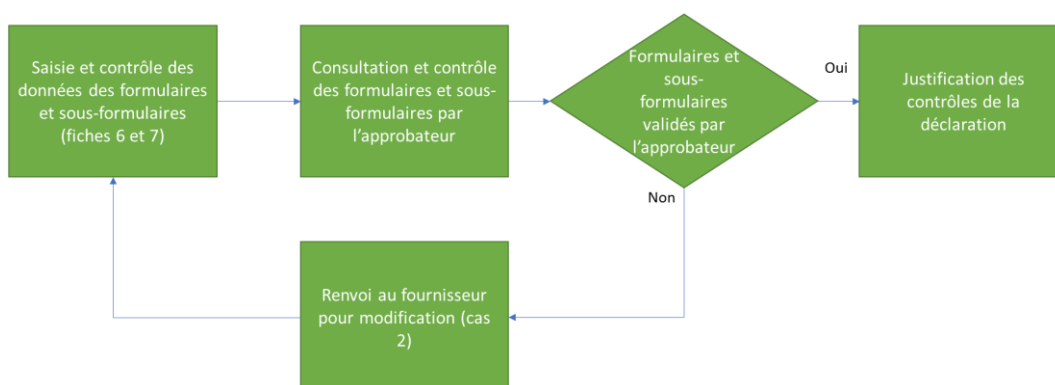 Saisie et contrôle des
données des formulaires
et sous-formulaires
(fiches 6 et 7)
Consultation et contrôle
des formulaires et sous-
formulaires par
l’approbateur
Formulaires et
sous-
formulaires
validés par
l’approbateur
Oui
Justification des
contrôles de la
déclaration
Non
Renvoi au fournisseur
pour modification (cas
2)